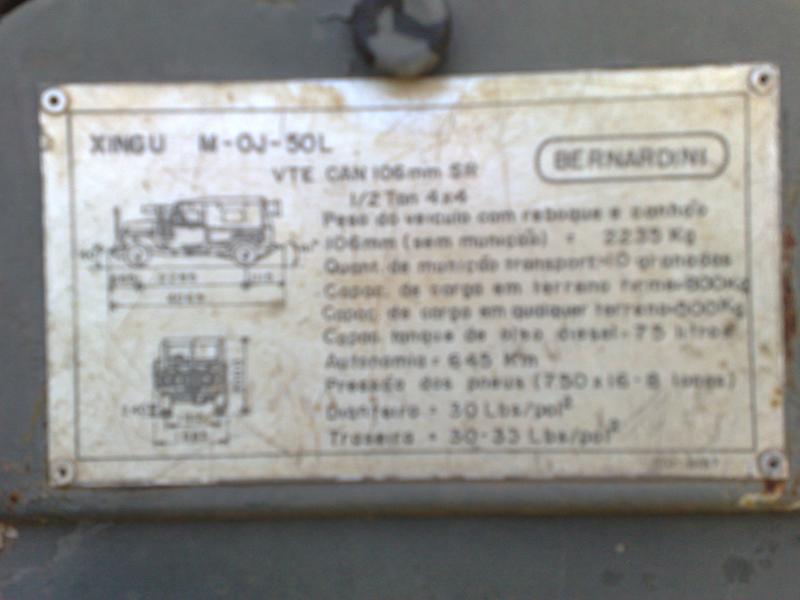 XINGU M-OJ-50L
BERNARDINI
VTE CAN 106mm SR
1/2 Ton 4x4
Peso do veiculo com reboque e canhão
106mm (sem munição) = 2235 Kg
Quant. de munição transport.=10 granadas
Capac. de carga em terreno firme=800Kg
Capac. de carga em qualquer terreno=500Kg
Capac. tanque de óleo diesel=75 litros
Autonomia = 645 Km
Pressão dos pneus (750x16-8 lonas)
Dianteiro = 30 Lbs/pol²
Traseiro = 30-33 Lbs/pol²